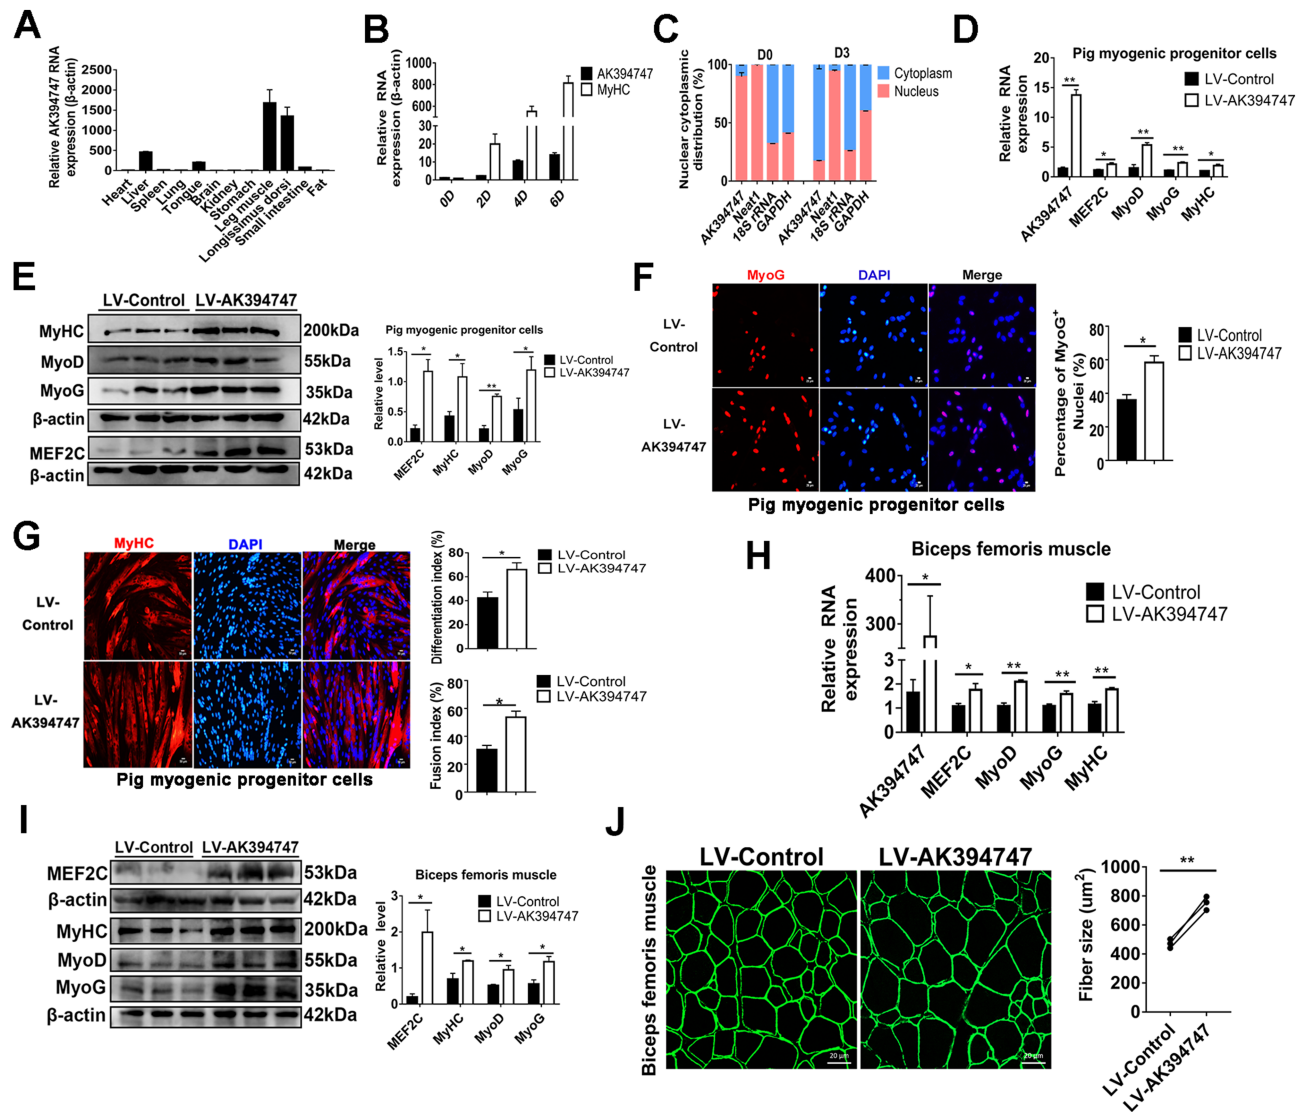 A
Relative AK394747 RNA
expression (β-actin)
2500
2000
1500
1000
500
0
Heart
Liver
Spleen
Lung
Tongue
Brain
Kidney
Stomach
Leg muscle
Longissimus dorsi
Small intestine
Fat
B
Relative RNA
expression (β-actin)
1000
800
600
400
200
30
20
10
0
AK394747
MyHC
0D
2D
4D
6D
C
Nuclear cytoplasmic
distribution (%)
D0
D3
100
50
0
Cytoplasm
Nucleus
AK394747
Neat1
18S rRNA
GAPDH
AK394747
Neat1
18S rRNA
GAPDH
D
Pig myogenic progenitor cells
Relative RNA
expression
20
15
10
5
0
LV-Control
LV-AK394747
**
*
**
**
*
AK394747
MEF2C
MyoD
MyoG
MyHC
E
LV-Control
LV-AK394747
MyHC
200kDa
MyoD
55kDa
MyoG
35kDa
β-actin
42kDa
MEF2C
53kDa
β-actin
42kDa
Pig myogenic progenitor cells
Relative level
1.5
1.0
0.5
0.0
*
*
**
*
LV-Control
LV-AK394747
MEF2C
MyHC
MyoD
MyoG
F
MyoG
DAPI
Merge
LV-
Control
LV-
AK394747
Pig myogenic progenitor cells
Percentage of MyoG+
Nuclei (%)
80
60
40
20
0
*
LV-Control
LV-AK394747
G
MyHC
DAPI
Merge
LV-
Control
LV-
AK394747
Pig myogenic progenitor cells
Differentiation index (%)
80
60
40
20
0
*
LV-Control
LV-AK394747
Fusion index (%)
80
60
40
20
0
*
LV-Control
LV-AK394747
H
Biceps femoris muscle
Relative RNA
expression
400
300
2
2
1
0
*
*
**
**
**
LV-Control
LV-AK394747
AK394747
MEF2C
MyoD
MyoG
MyHC
I
LV-Control
LV-AK394747
MEF2C
53kDa
β-actin
42kDa
MyHC
200kDa
MyoD
55kDa
MyoG
35kDa
β-actin
42kDa
Biceps femoris muscle
Relative level
3
2
1
0
*
*
*
*
LV-Control
LV-AK394747
MEF2C
MyHC
MyoD
MyoG
J
LV-Control
LV-AK394747
Biceps femoris muscle
20 μm
20 μm
Fiber size (um2)
1000
800
600
400
200
0
**
LV-Control
LV-AK394747